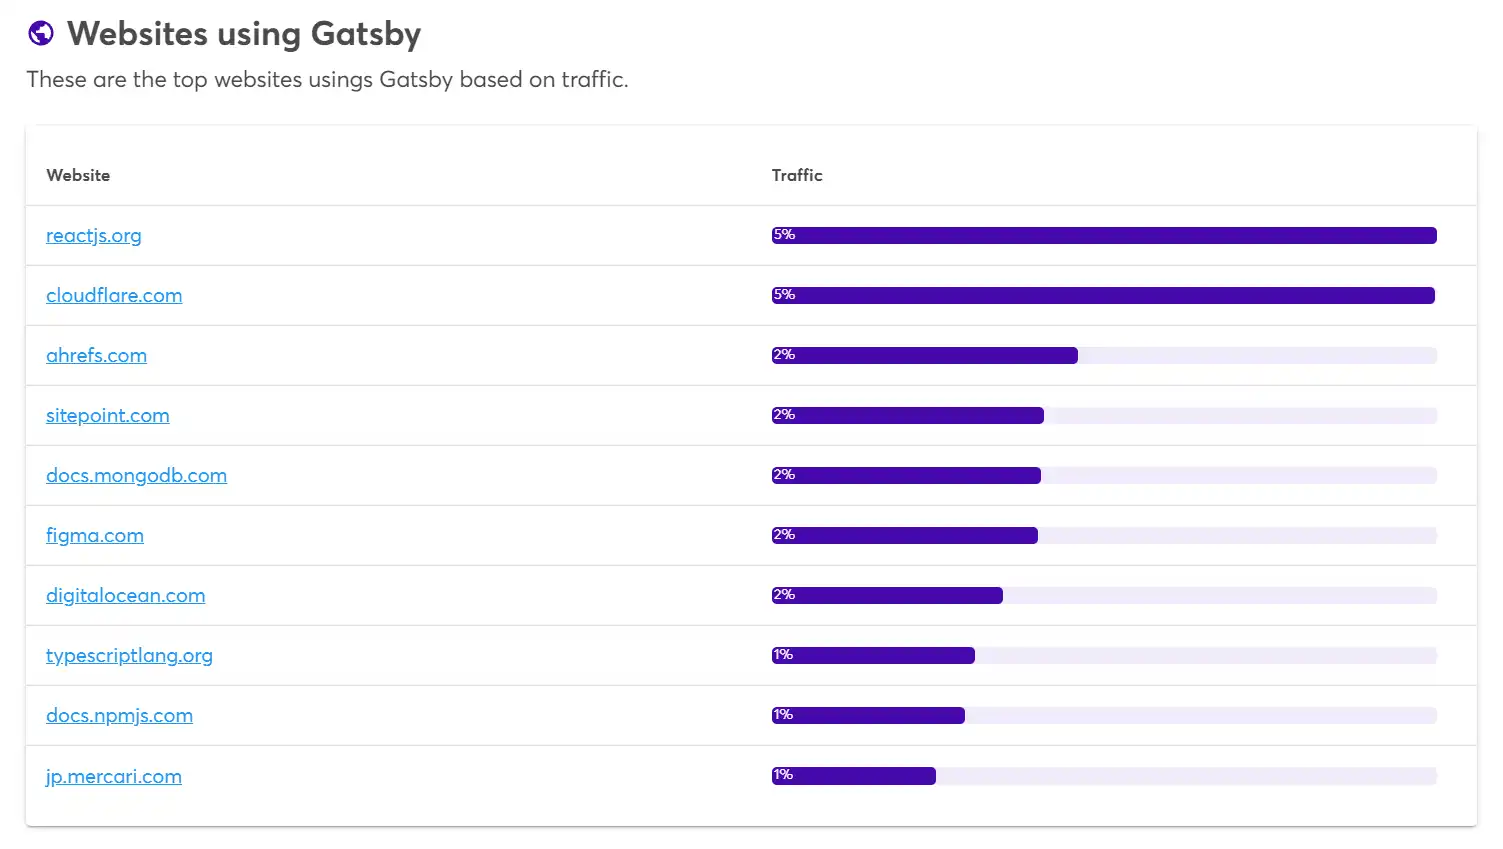 Websites using Gatsby
These are the top websites usings Gatsby based on traffic.
Website Traffic
reactjs.org 5%
cloudflare.com 5%
ahrefs.com 2%
sitepoint.com 2%
docs.mongodb.com 2%
figma.com 2%
digitalocean.com 2%
typescriptlang.org 1%
docs.npmjs.com 1%
jp.mercari.com 1%